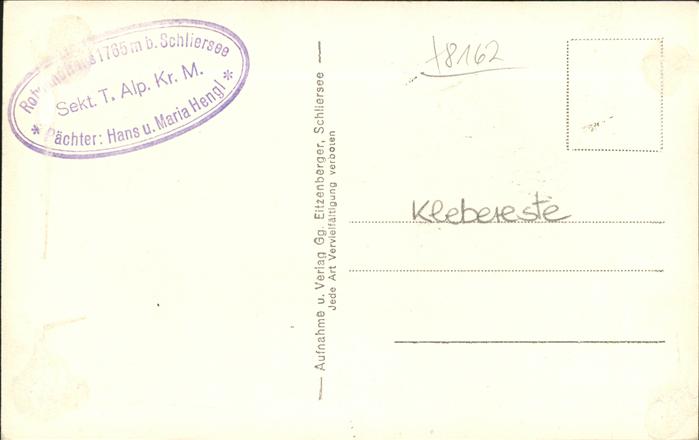 1765 m b. Schliersee
Sekt. T. Alp. Kr. M.
* Pächter: Hans u. Maria Hengl *
78162
Klebereste
Aufnahme u. Verlag Gg. Eitzenberger, Schliersee
Jede Art Vervielfältigung verboten